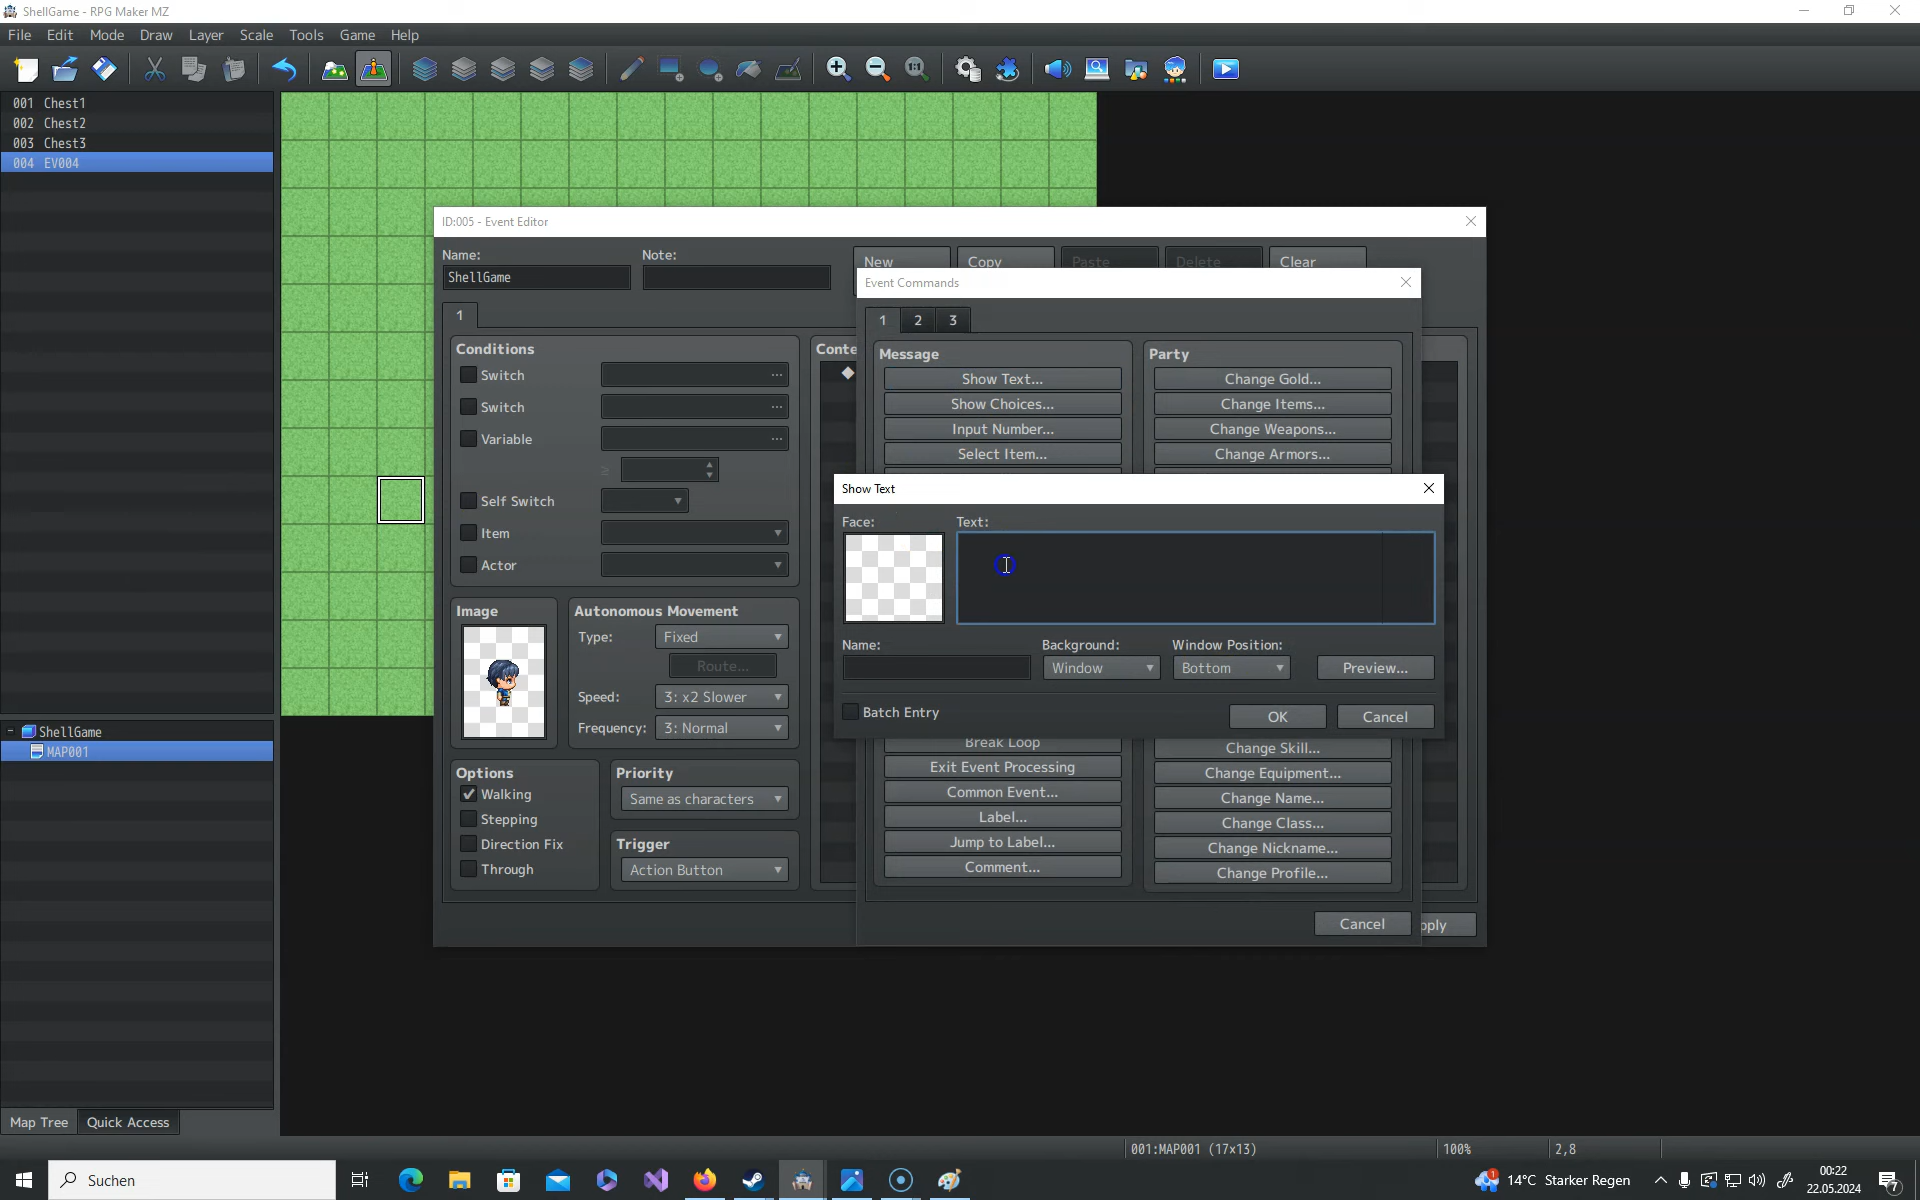 ShellGame - RPG Maker MZ
File Edit Mode Draw Layer Scale Tools Game Help
001 Chest1
002 Chest2
003 Chest3
004 EV004
ID:005 - Event Editor
Name:
ShellGame
Note:
New
Copy
Paste
Delete
Clear
1
Conditions
Switch
Switch
Variable
≥
Self Switch
Item
Actor
Image
Autonomous Movement
Type: Fixed
Route...
Speed: 3: x2 Slower
Frequency: 3: Normal
Options
Walking
Stepping
Direction Fix
Through
Priority
Same as characters
Trigger
Action Button
Conte
Event Commands
1 2 3
Message
Show Text...
Show Choices...
Input Number...
Select Item...
Party
Change Gold...
Change Items...
Change Weapons...
Change Armors...
Show Text
Face:
Text:
Name:
Background:
Window
Window Position:
Bottom
Preview...
Batch Entry
OK
Cancel
Break Loop
Exit Event Processing
Common Event...
Label...
Jump to Label...
Comment...
Change Skill...
Change Equipment...
Change Name...
Change Class...
Change Nickname...
Change Profile...
Cancel
pply
ShellGame
MAP001
Map Tree
Quick Access
001:MAP001 (17x13)
100%
2,8
Suchen
1
14°C Starker Regen
00:22
22.05.2024
7